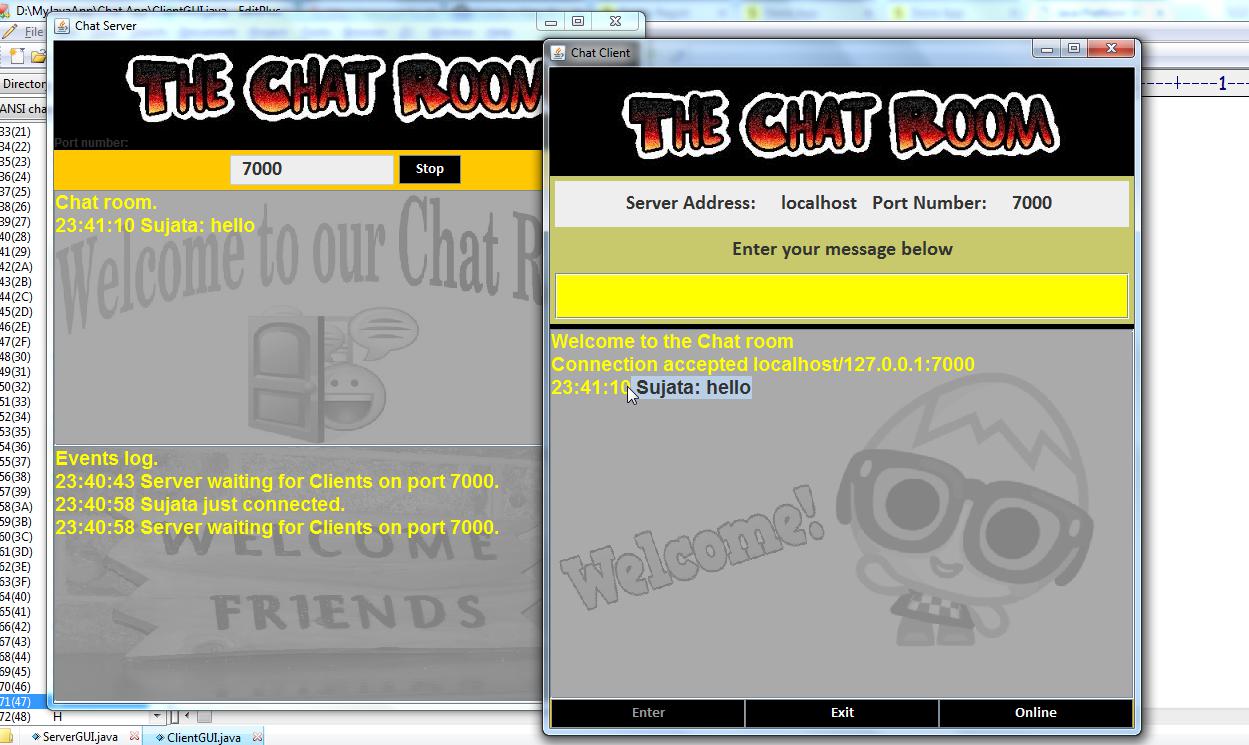 D:\MyJavaApp\Chat App\ClientGUI.java - EditPlus
File
Director
ANSI cha
33(21)
34(22)
35(23)
36(24)
37(25)
38(26)
39(27)
40(28)
41(29)
42(2A)
43(2B)
44(2C)
45(2D)
46(2E)
47(2F)
48(30)
49(31)
50(32)
51(33)
52(34)
53(35)
54(36)
55(37)
56(38)
57(39)
58(3A)
59(3B)
60(3C)
61(3D)
62(3E)
63(3F)
64(40)
65(41)
66(42)
67(43)
68(44)
69(45)
70(46)
71(47)
72(48) H
ServerGUI.java ClientGUI.java
----+----1---
Chat Server
THE CHAT ROOM
Port number:
7000 Stop
Chat room.
23:41:10 Sujata: hello
Welcome to our Chat R
Events log.
23:40:43 Server waiting for Clients on port 7000.
23:40:58 Sujata just connected.
23:40:58 Server waiting for Clients on port 7000.
WELCOME
FRIENDS
Chat Client
THE CHAT ROOM
Server Address: localhost Port Number: 7000
Enter your message below
Welcome to the Chat room
Connection accepted localhost/127.0.0.1:7000
23:41:10 Sujata: hello
Welcome!
Enter Exit Online